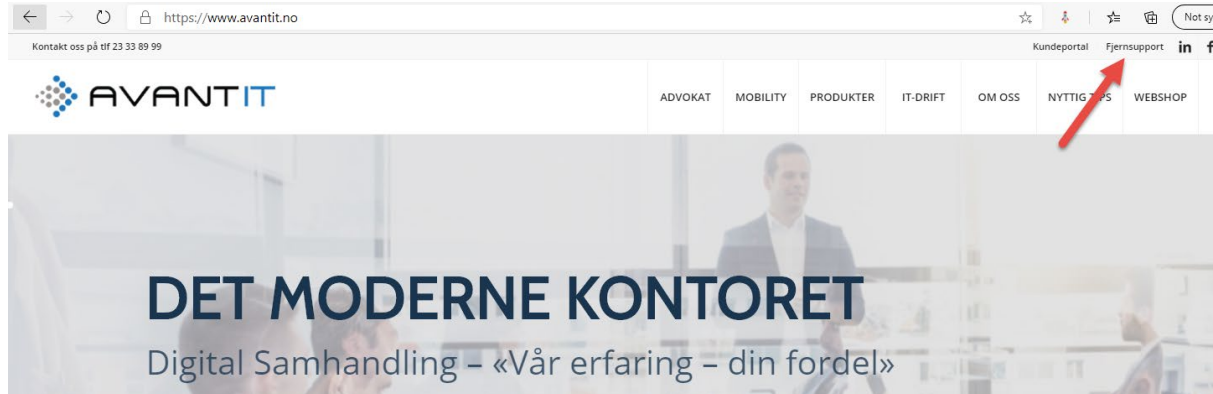 https://www.avantit.no
Not sy
Kontakt oss på tlf 23 33 89 99
Kundeportal Fjernsupport in f
AVANTIT
ADVOKAT MOBILITY PRODUKTER IT-DRIFT OM OSS NYTTIG TIPS WEBSHOP
DET MODERNE KONTORET
Digital Samhandling – «Vår erfaring – din fordel»